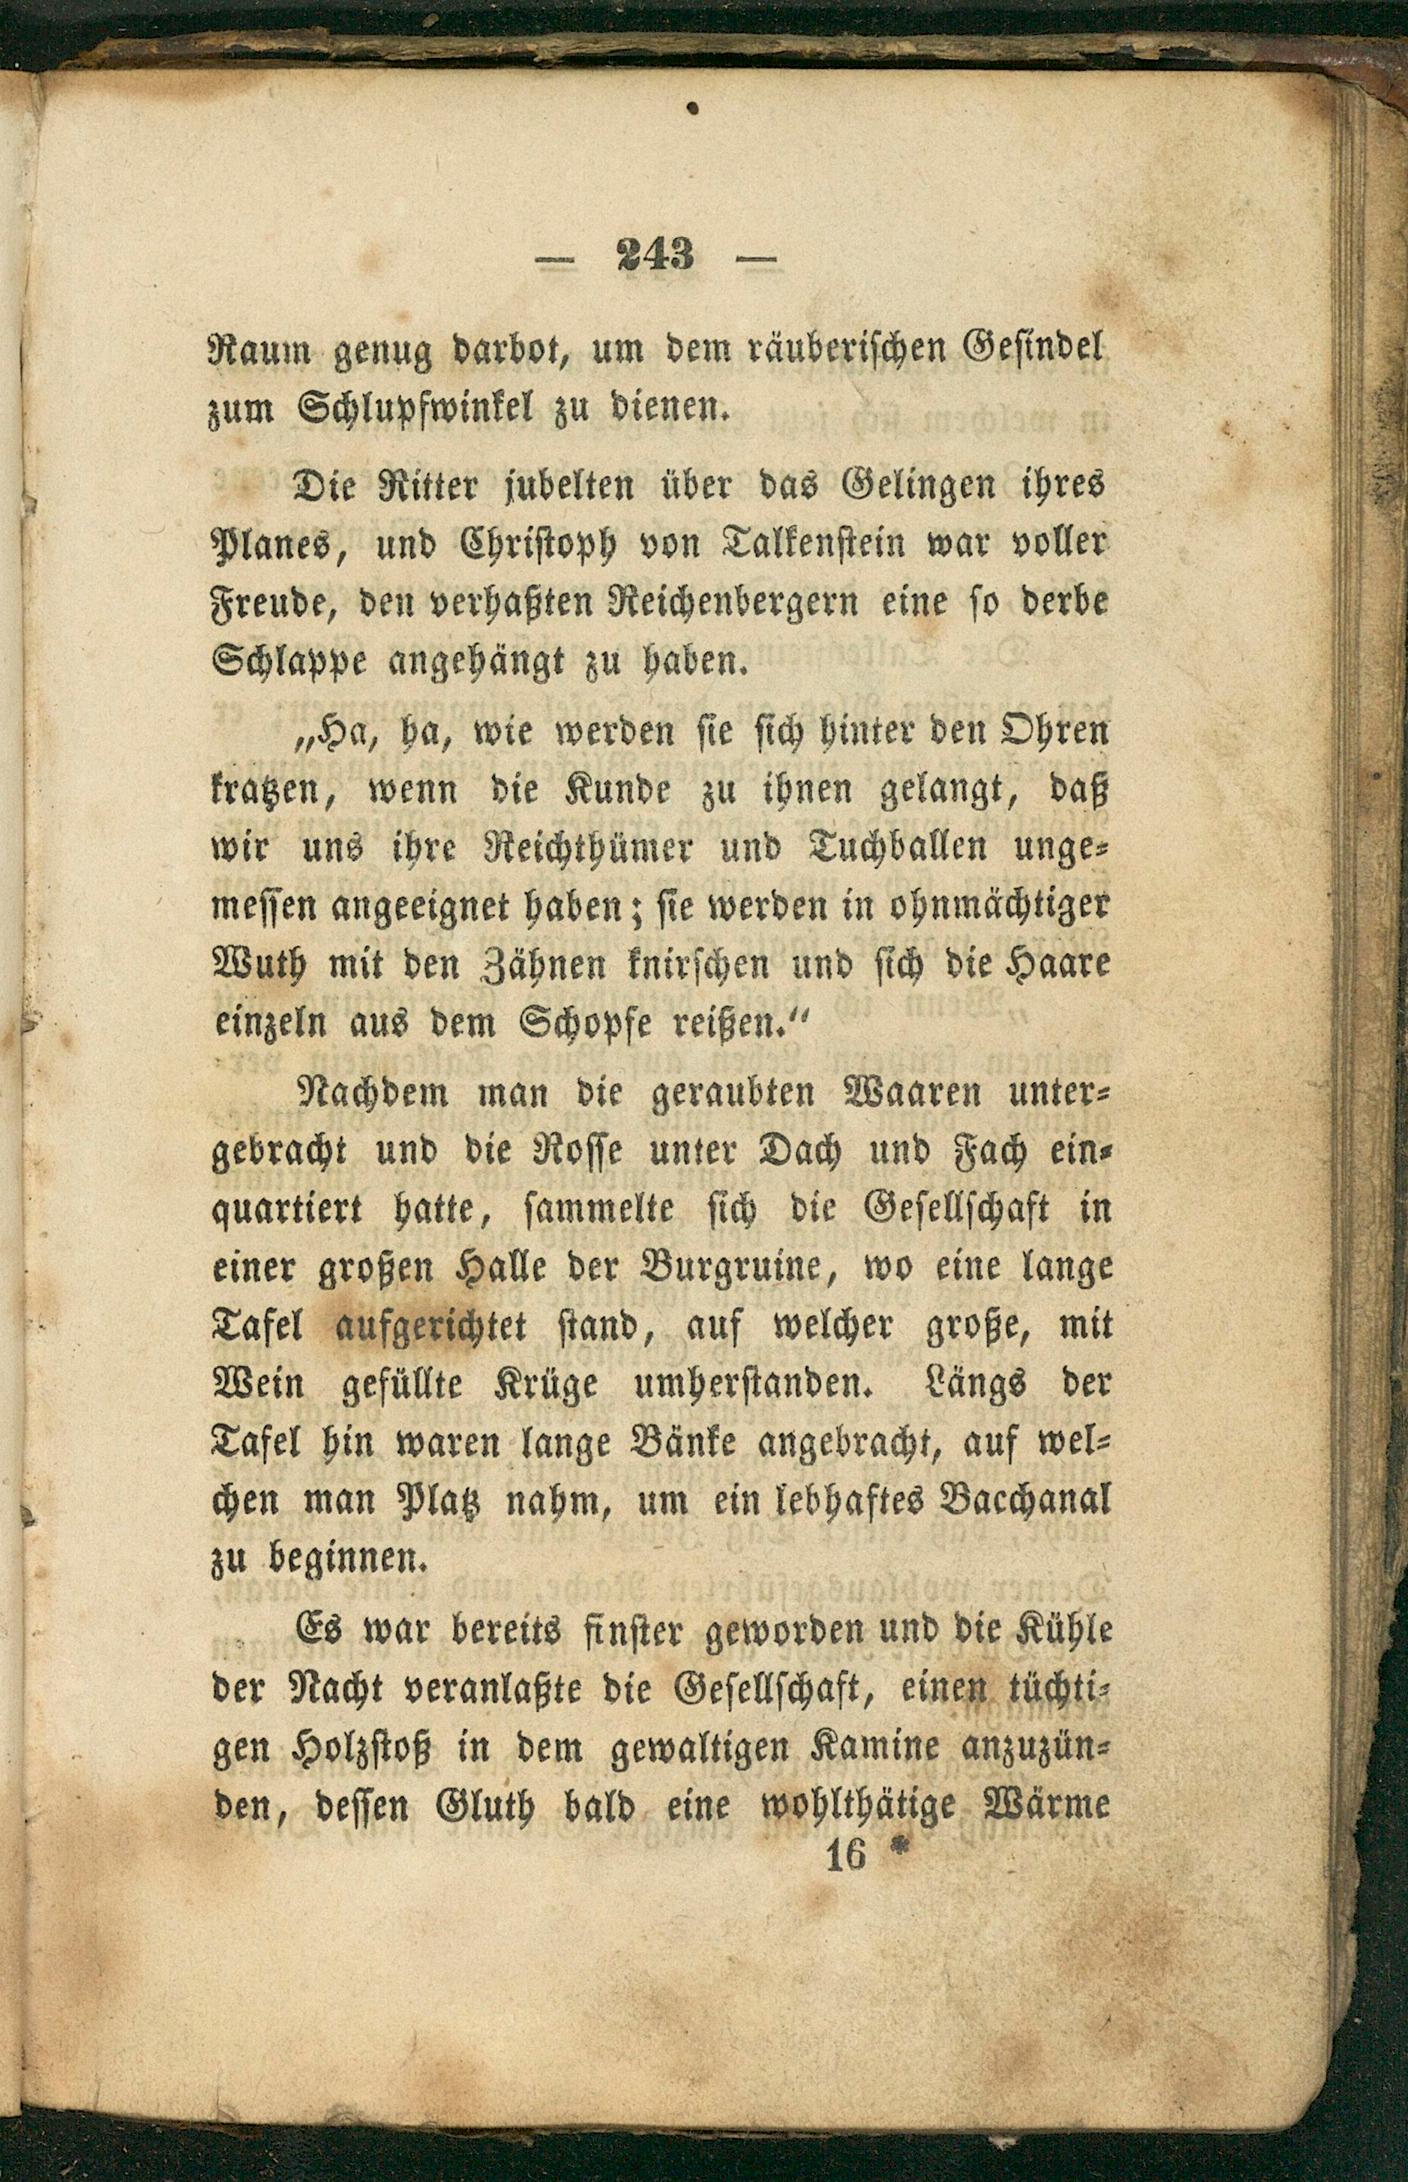 — 243 —
Raum genug darbot, um dem räuberischen Gesindel
zum Schlupfwinkel zu dienen.
Die Ritter jubelten über das Gelingen ihres
Planes, und Christoph von Talkenstein war voller
Freude, den verhaßten Reichenbergern eine so derbe
Schlappe angehängt zu haben.
„Ha, ha, wie werden sie sich hinter den Ohren
kratzen, wenn die Kunde zu ihnen gelangt, daß
wir uns ihre Reichthümer und Tuchballen unge-
messen angeeignet haben; sie werden in ohnmächtiger
Wuth mit den Zähnen knirschen und sich die Haare
einzeln aus dem Schopfe reißen.“
Nachdem man die geraubten Waaren unter-
gebracht und die Rosse unter Dach und Fach ein-
quartiert hatte, sammelte sich die Gesellschaft in
einer großen Halle der Burgruine, wo eine lange
Tafel aufgerichtet stand, auf welcher große, mit
Wein gefüllte Krüge umherstanden. Längs der
Tafel hin waren lange Bänke angebracht, auf wel-
chen man Platz nahm, um ein lebhaftes Bacchanal
zu beginnen.
Es war bereits finster geworden und die Kühle
der Nacht veranlaßte die Gesellschaft, einen tüchti-
gen Holzstoß in dem gewaltigen Kamine anzuzün-
den, dessen Gluth bald eine wohlthätige Wärme
16 *